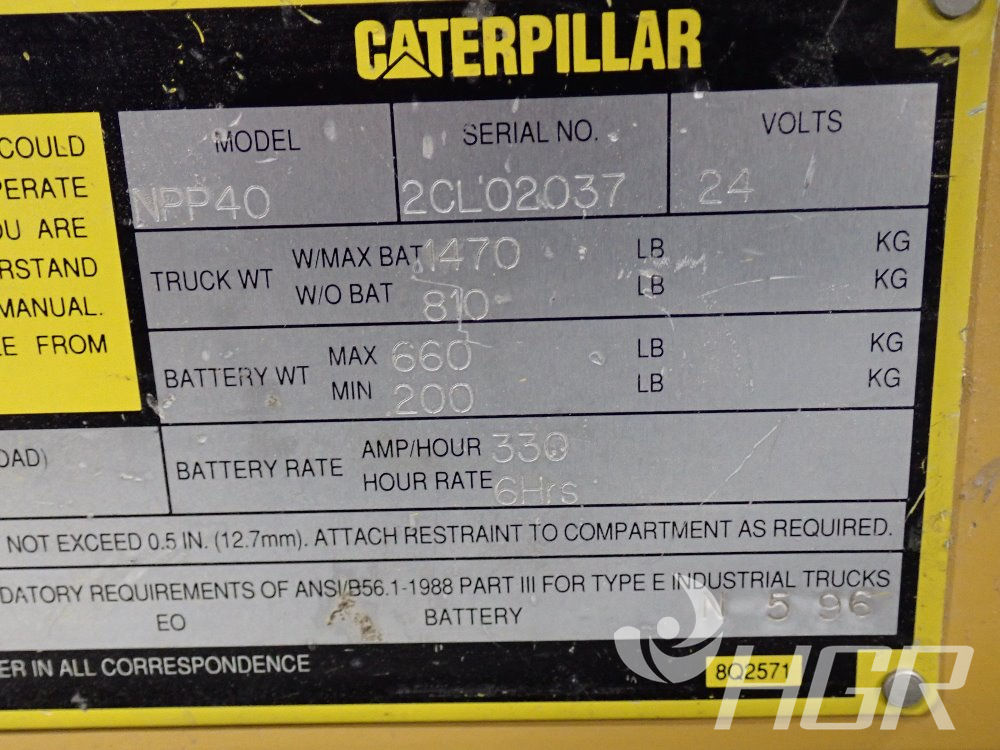 CATERPILLAR
COULD
PERATE
OU ARE
RSTAND
MANUAL.
E FROM
MODEL SERIAL NO. VOLTS
NPP40 2CL02037 24
TRUCK WT W/MAX BAT 1470 LB KG
W/O BAT 810 LB KG
BATTERY WT MAX 660 LB KG
MIN 200 LB KG
OAD)
BATTERY RATE AMP/HOUR 330
HOUR RATE 6Hrs
NOT EXCEED 0.5 IN. (12.7mm). ATTACH RESTRAINT TO COMPARTMENT AS REQUIRED.
DATORY REQUIREMENTS OF ANSI/B56.1-1988 PART III FOR TYPE E INDUSTRIAL TRUCKS
EO BATTERY N 5 96
ER IN ALL CORRESPONDENCE
8Q2571
HGR